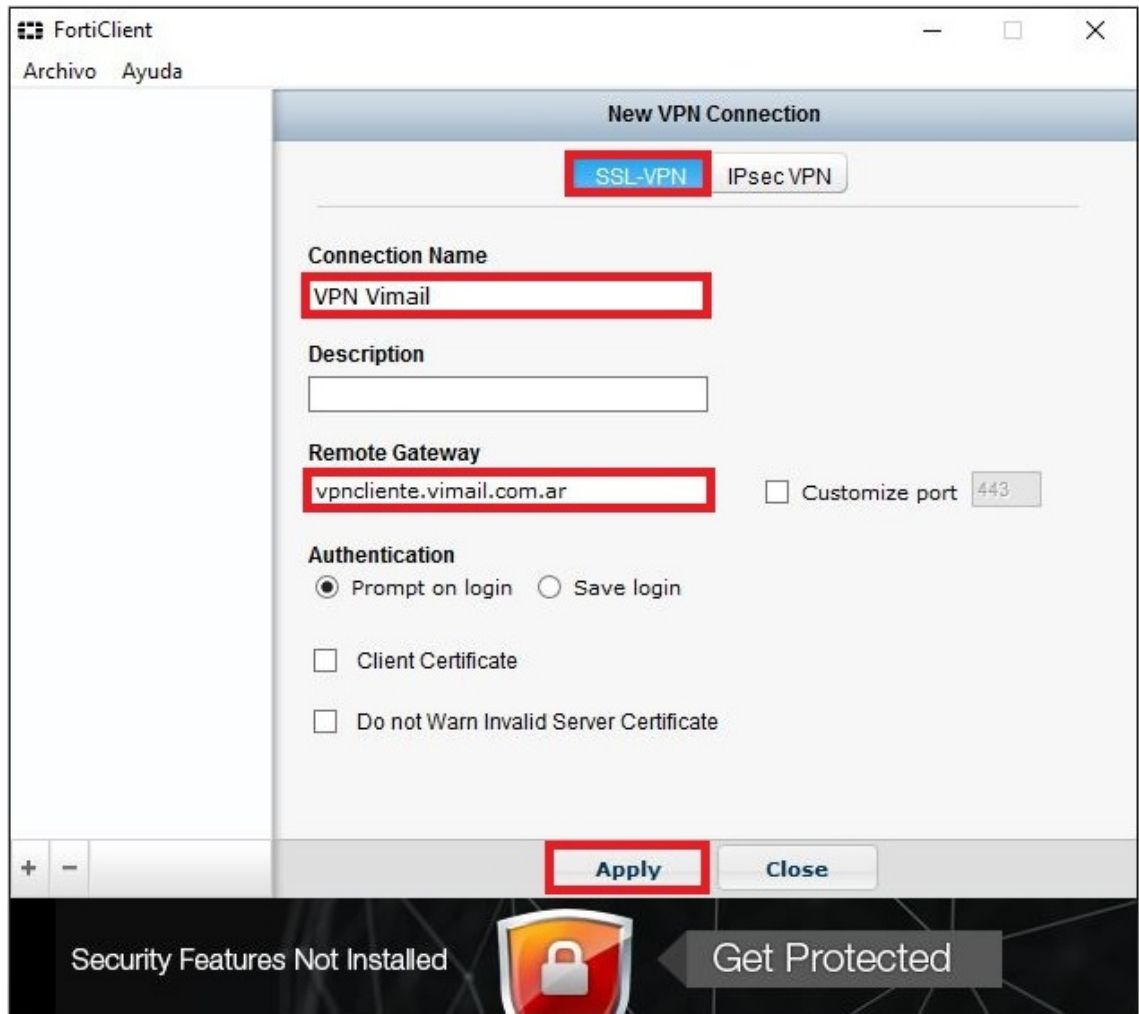 FortiClient
Archivo Ayuda
New VPN Connection
SSL-VPN IPsec VPN
Connection Name
VPN Vimail
Description
Remote Gateway
vpncliente.vimail.com.ar
Customize port 443
Authentication
Prompt on login Save login
Client Certificate
Do not Warn Invalid Server Certificate
+ −
Apply Close
Security Features Not Installed
Get Protected